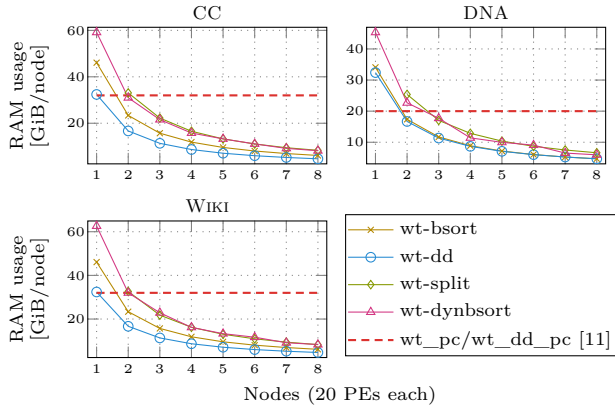 CC
DNA
RAM usage
[GiB/node]
60
40
20
1 2 3 4 5 6 7 8
40
30
20
10
1 2 3 4 5 6 7 8
WIKI
RAM usage
[GiB/node]
60
40
20
1 2 3 4 5 6 7 8
wt-bsort
wt-dd
wt-split
wt-dynbsort
wt_pc/wt_dd_pc [11]
Nodes (20 PEs each)